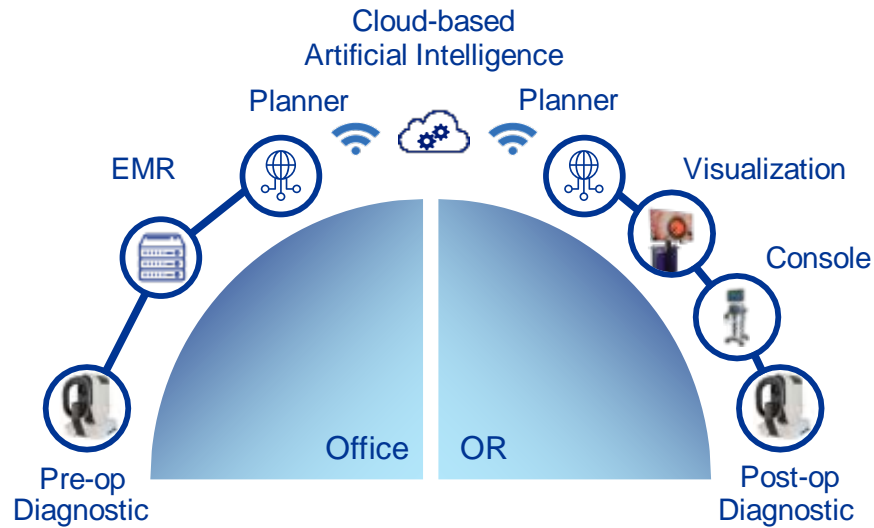 Cloud-based
Artificial Intelligence
Planner
Planner
EMR
Visualization
Console
Office
OR
Pre-op
Diagnostic
Post-op
Diagnostic